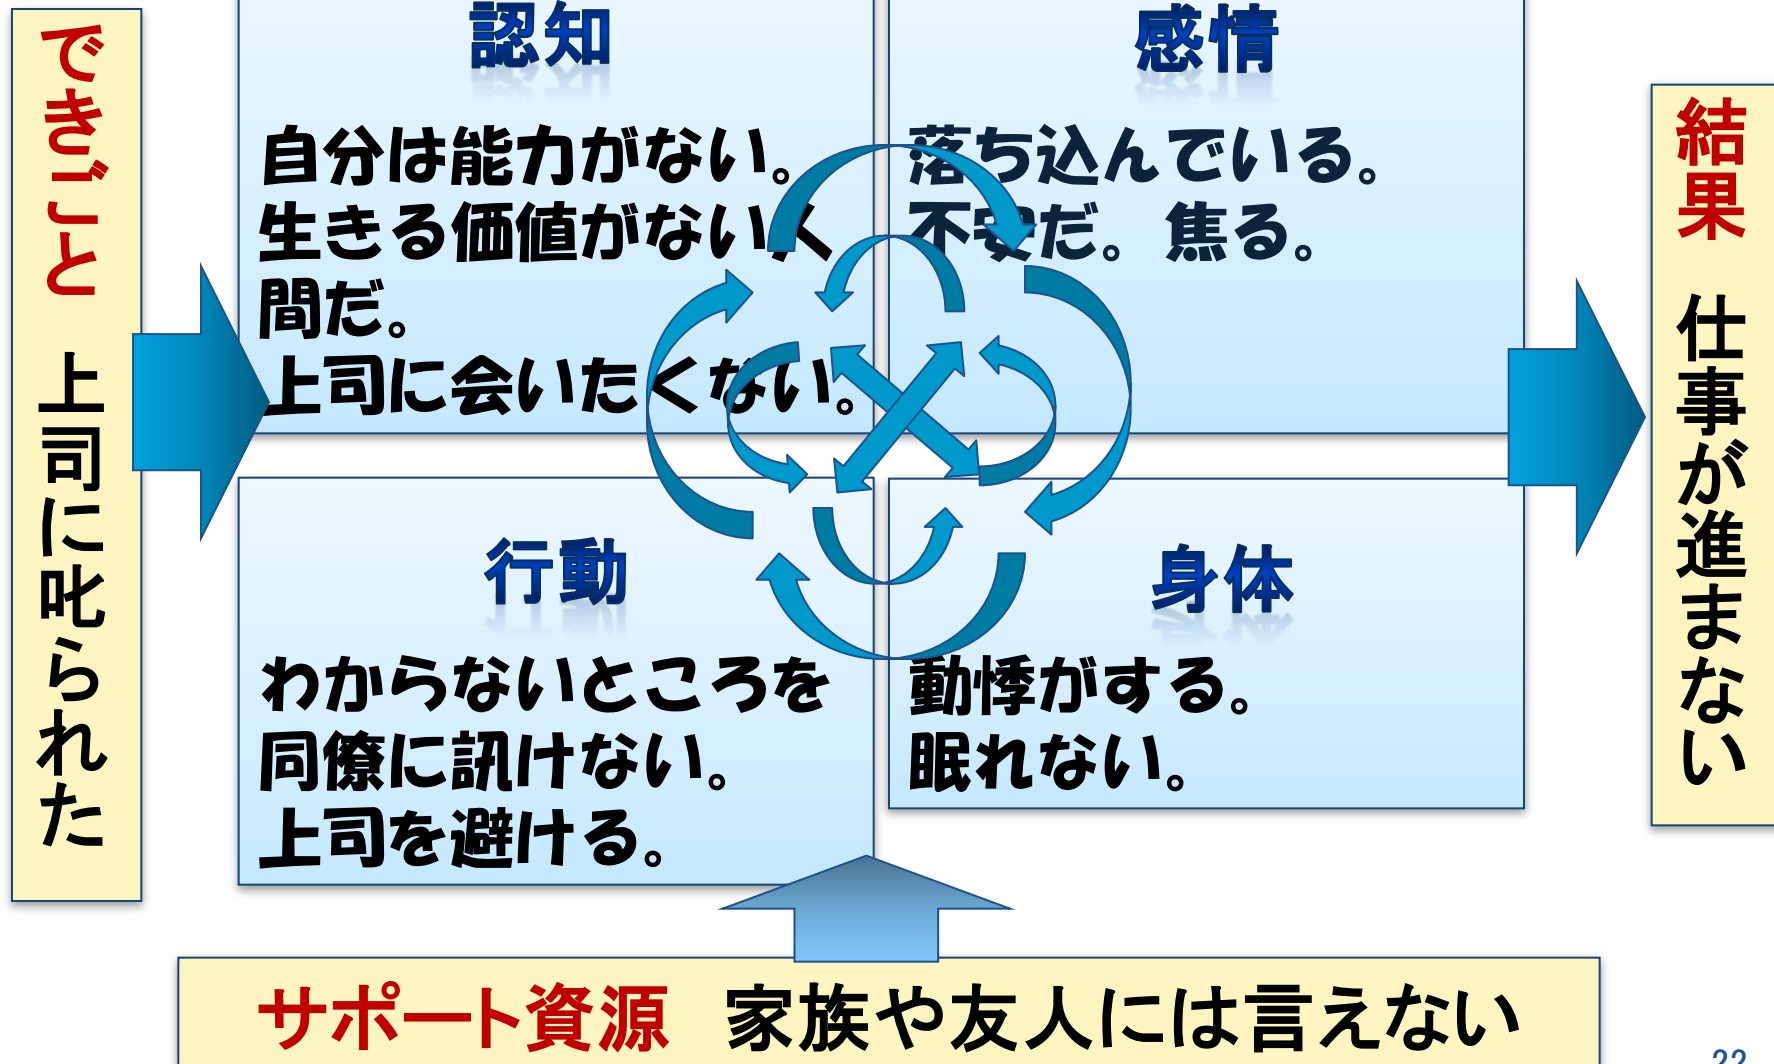 できごと 上司に叱られた
認知
自分は能力がない。
生きる価値がない人
間だ。
上司に会いたくない。
感情
落ち込んでいる。
不安だ。焦る。
行動
わからないところを
同僚に訊けない。
上司を避ける。
身体
動悸がする。
眠れない。
結果 仕事が進まない
サポート資源 家族や友人には言えない
22